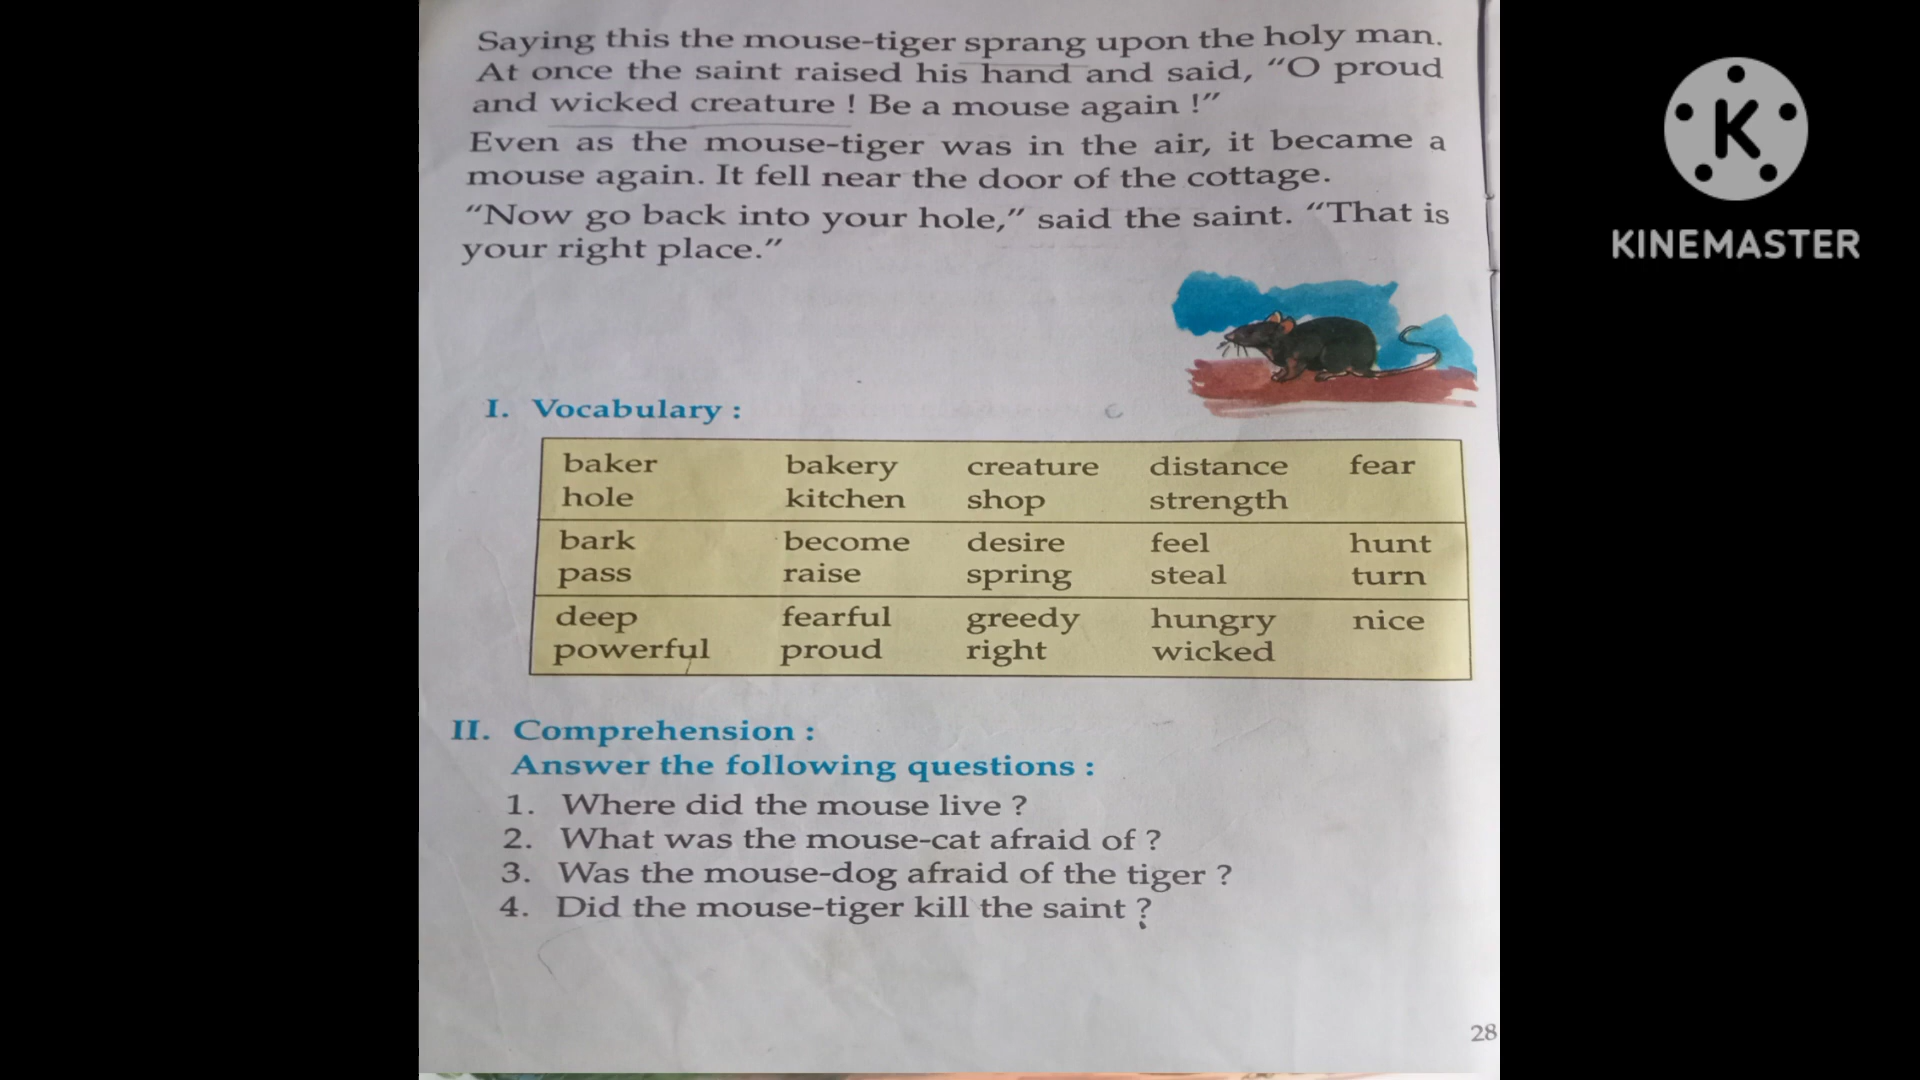 Saying this the mouse-tiger sprang upon the holy man.
At once the saint raised his hand and said, “O proud
and wicked creature ! Be a mouse again !”
Even as the mouse-tiger was in the air, it became a
mouse again. It fell near the door of the cottage.
“Now go back into your hole,” said the saint. “That is
your right place.”
K
KINEMASTER
I. Vocabulary :
baker bakery creature distance fear
hole kitchen shop strength
bark become desire feel hunt
pass raise spring steal turn
deep fearful greedy hungry nice
powerful proud right wicked
II. Comprehension :
Answer the following questions :
1. Where did the mouse live ?
2. What was the mouse-cat afraid of ?
3. Was the mouse-dog afraid of the tiger ?
4. Did the mouse-tiger kill the saint ?
28